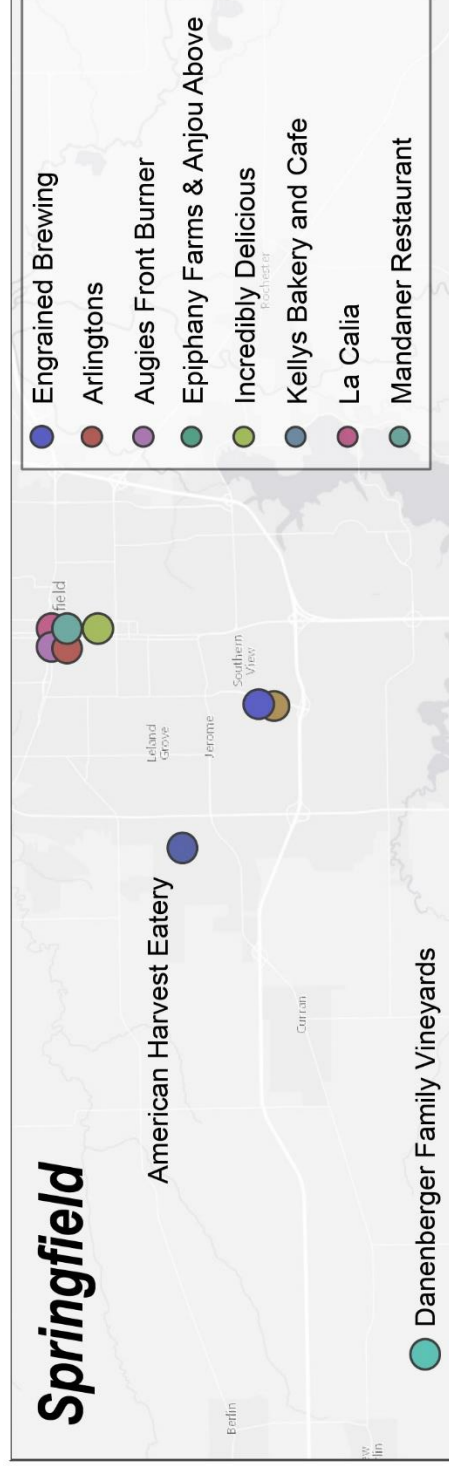 Springfield
American Harvest Eatery
Danenberger Family Vineyards
Berlin
Curran
Leland
Grove
Jerome
Southern
View
field
Rochester
Engrained Brewing
Arlingtons
Augies Front Burner
Epiphany Farms & Anjou Above
Incredibly Delicious
Kellys Bakery and Cafe
La Calia
Mandaner Restaurant